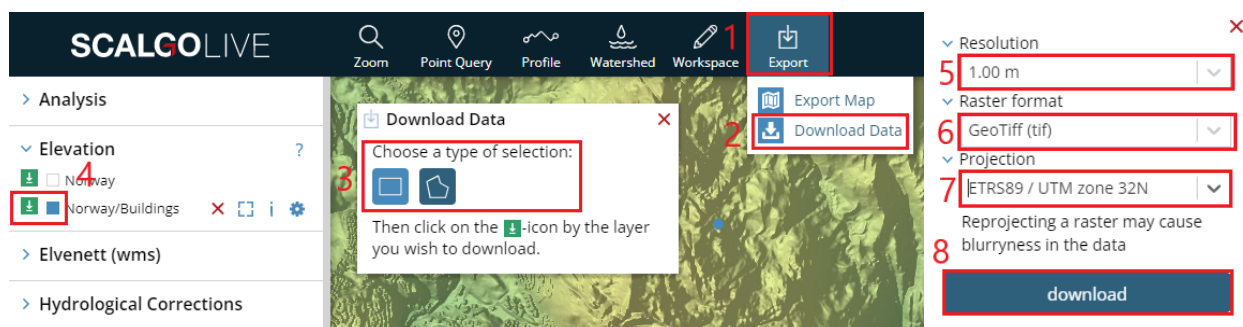 SCALGOLIVE
Zoom
Point Query
Profile
Watershed
Workspace
1
Export
Export Map
2
Download Data
> Analysis
Elevation
?
4
Norway
Norway/Buildings
i
> Elvenett (wms)
> Hydrological Corrections
Download Data
3
Choose a type of selection:
Then click on the -icon by the layer
you wish to download.
Resolution
5
1.00 m
Raster format
6
GeoTiff (tif)
Projection
7
ETRS89 / UTM zone 32N
Reprojecting a raster may cause
blurryness in the data
8
download